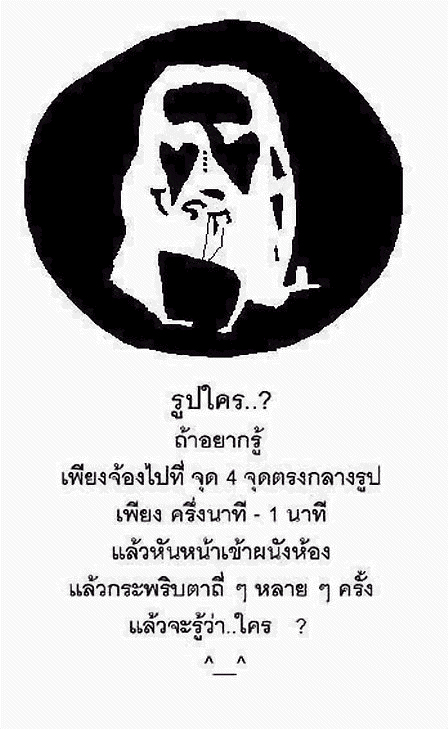 รูปใคร..?
ถ้าอยากรู้
เพียงจ้องไปที่ จุด 4 จุดตรงกลางรูป
เพียง ครึ่งนาที - 1 นาที
แล้วหันหน้าเข้าผนังห้อง
แล้วกระพริบตาถี่ ๆ หลาย ๆ ครั้ง
แล้วจะรู้ว่า..ใคร ?
^__^